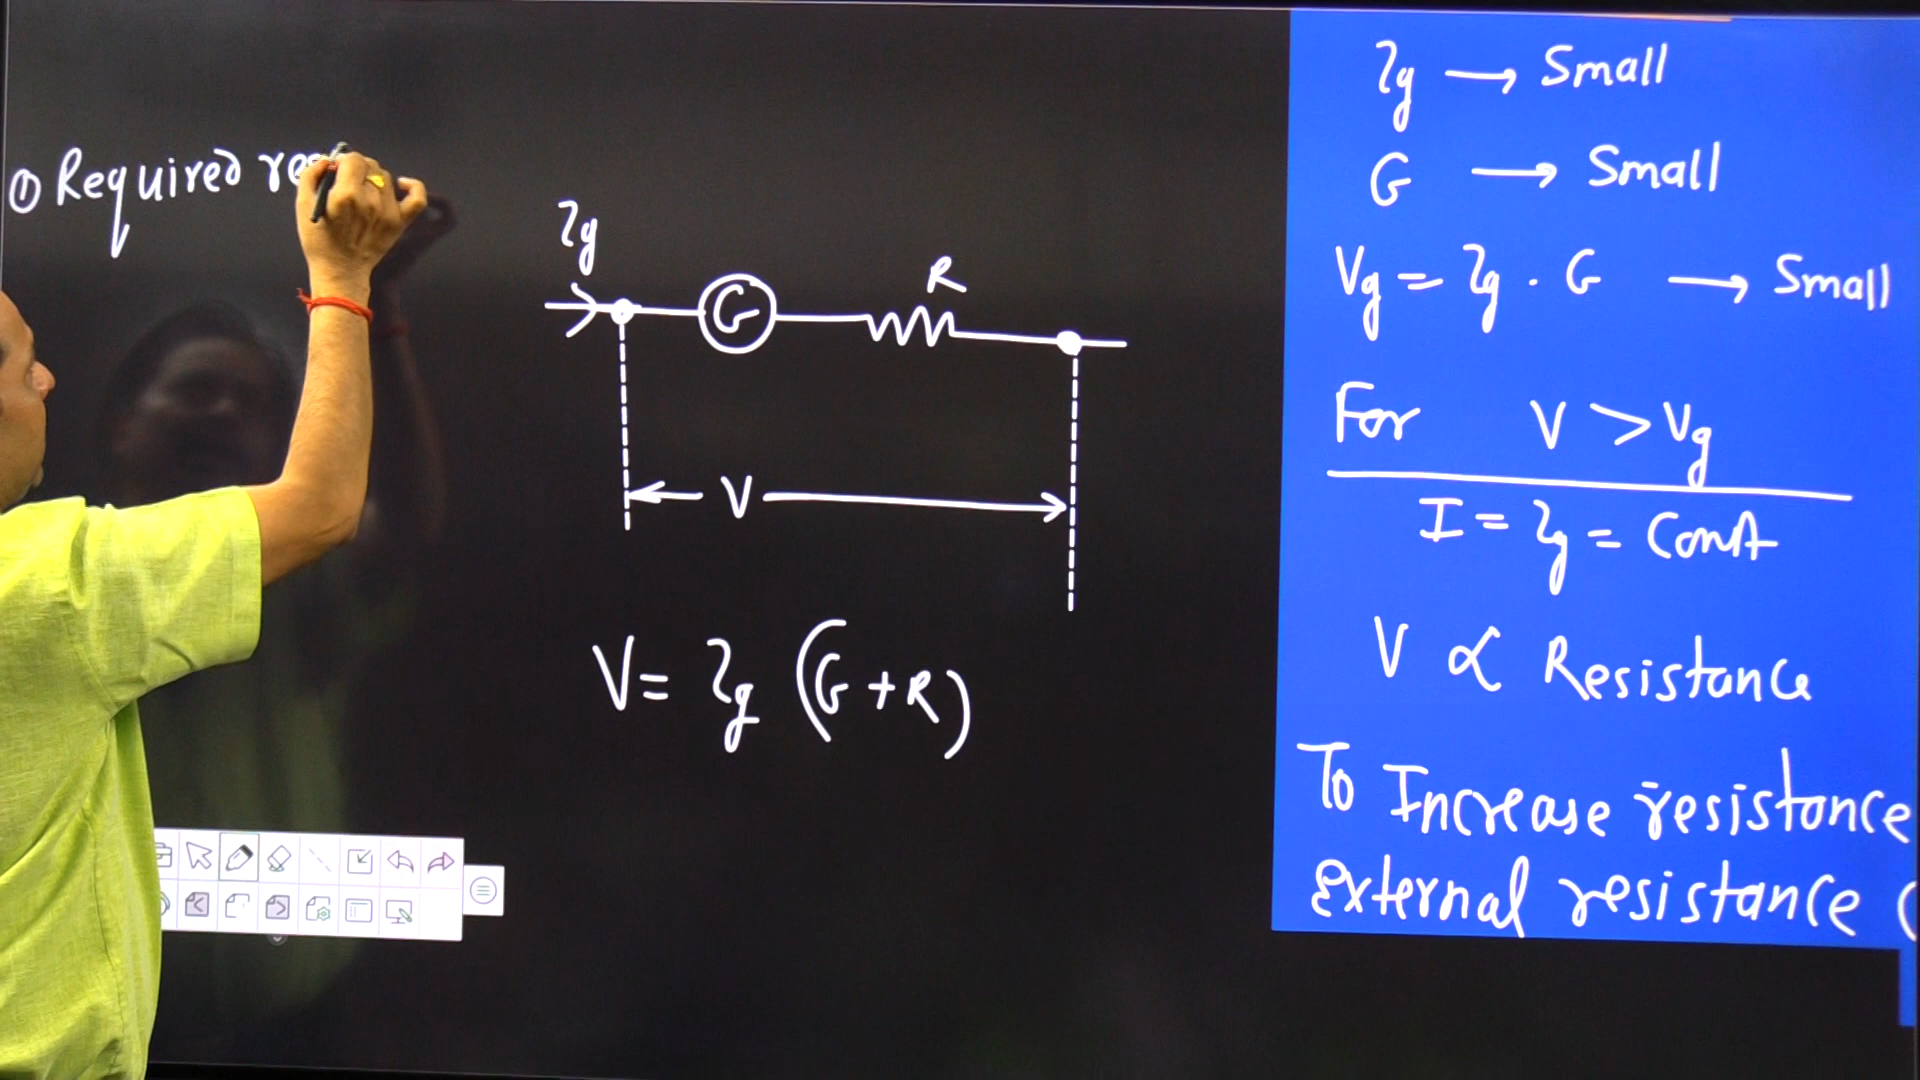 ① Required
ig
G
R
V
V = ig (G + R)
ig → Small
G → Small
Vg = ig . G → Small
For V > Vg
I = ig = Const
V ∝ Resistance
To Increase resistance
external resistance